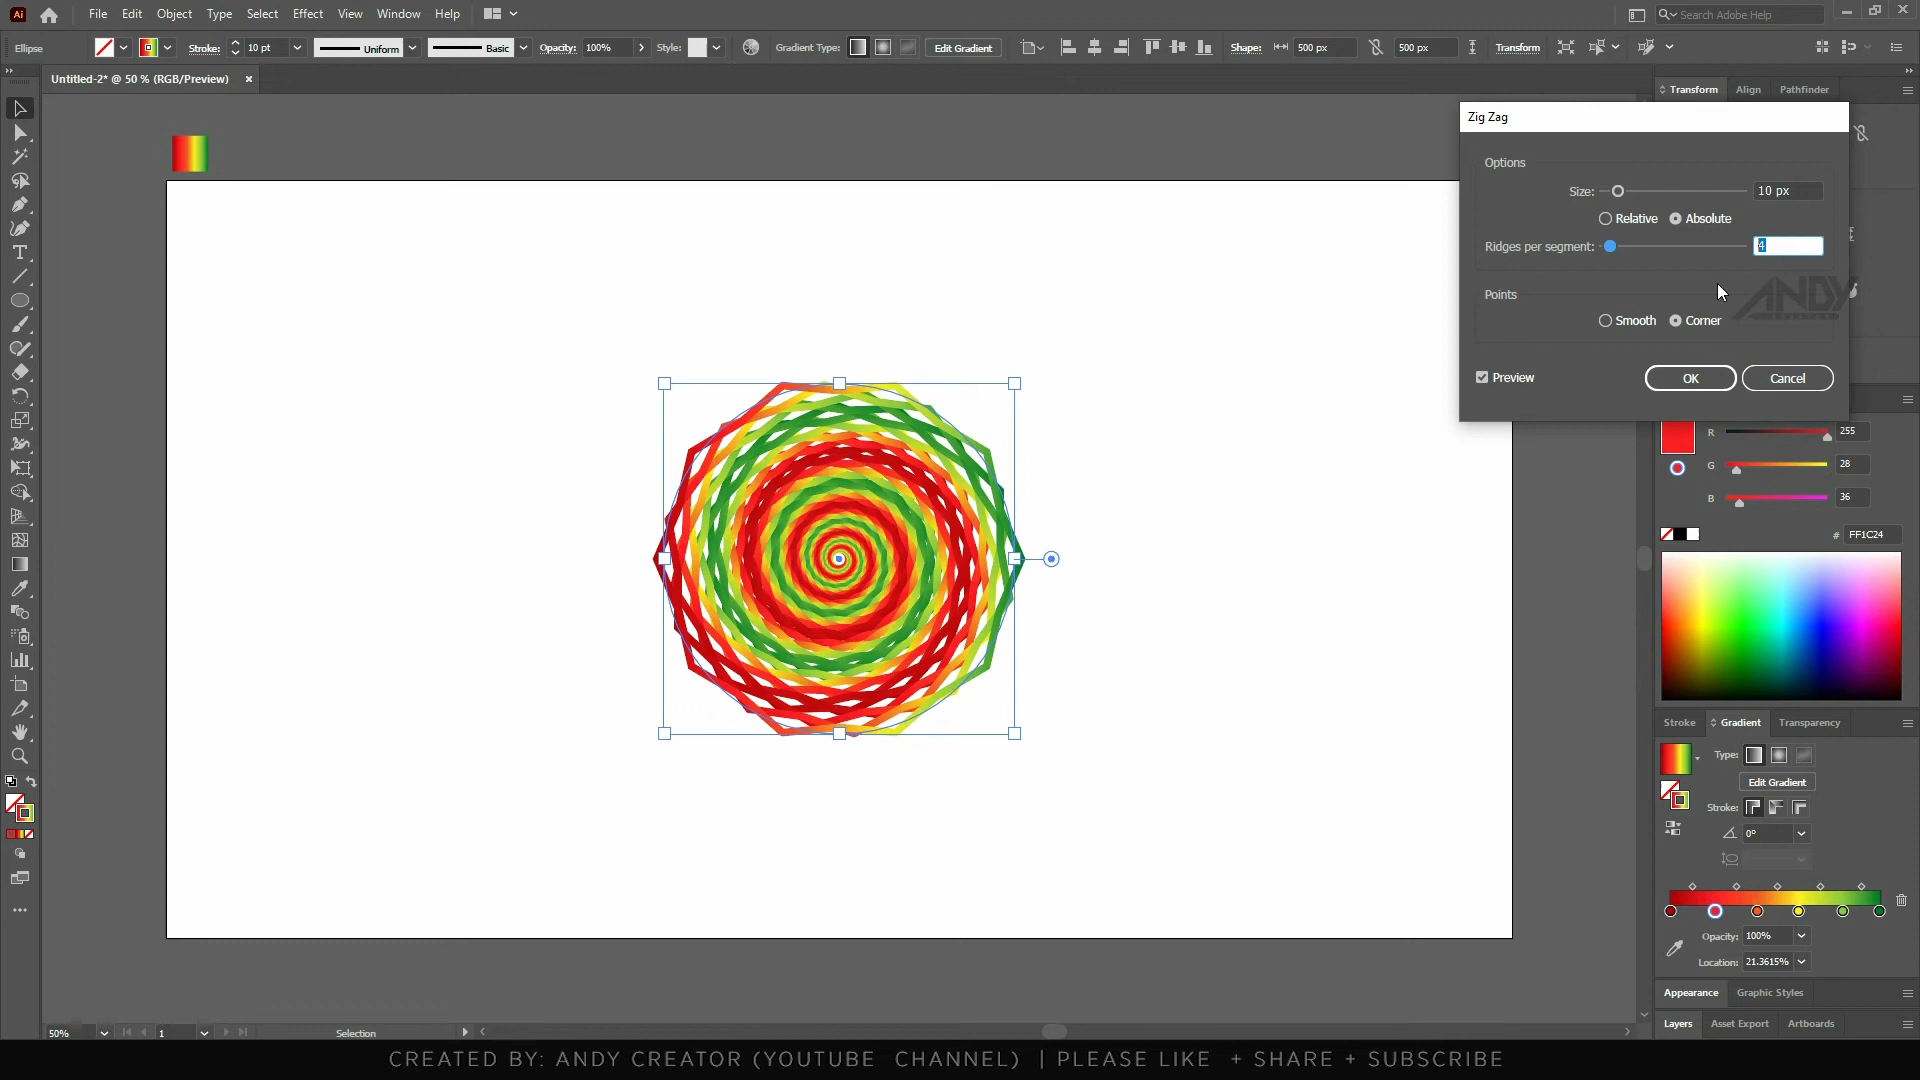 Ai File Edit Object Type Select Effect View Window Help Search Adobe Help
Ellipse Stroke: 10 pt Uniform Basic Opacity: 100% Style: Gradient Type: Edit Gradient Shape: 500 px 500 px Transform
Untitled-2* @ 50 % (RGB/Preview) ×
Transform Align Pathfinder
Zig Zag
Options
Size: 10 px
Relative Absolute
Ridges per segment: 4
ANDY
CREATOR
Points
Smooth Corner
Preview OK Cancel
R 255
G 28
B 36
# FF1C24
Stroke Gradient Transparency
Type:
Edit Gradient
Stroke:
0°
Opacity: 100%
Location: 21.3615%
Appearance Graphic Styles
Layers Asset Export Artboards
50% 1 Selection
CREATED BY: ANDY CREATOR (YOUTUBE CHANNEL) | PLEASE LIKE + SHARE + SUBSCRIBE